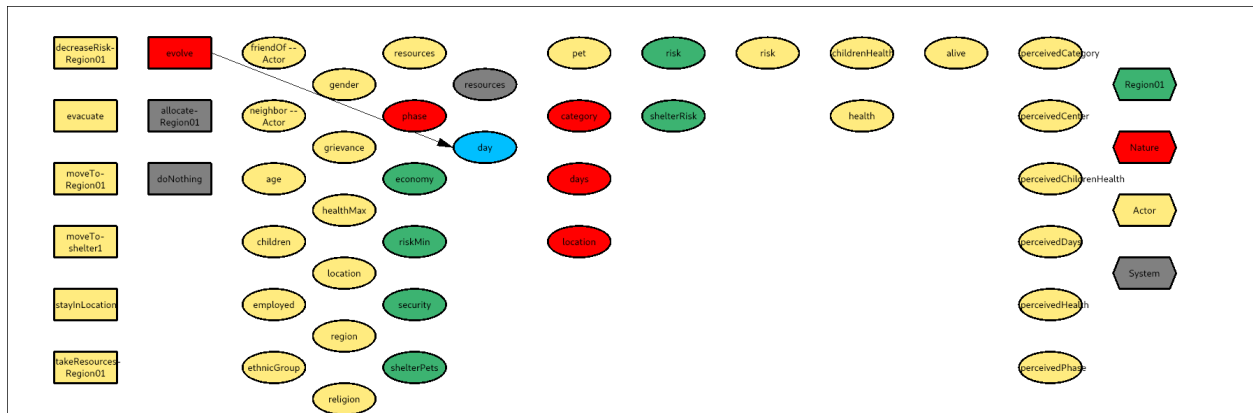 decreaseRisk-
Region01
evolve
friendOf --
Actor
resources
pet
risk
risk
childrenHealth
alive
perceivedCategory
gender
resources
Region01
evacuate
allocate-
Region01
neighbor --
Actor
phase
category
shelterRisk
health
perceivedCenter
grievance
day
Nature
moveTo-
Region01
doNothing
age
economy
days
perceivedChildrenHealth
healthMax
Actor
moveTo-
shelter1
children
riskMin
location
perceivedDays
location
System
stayInLocation
employed
security
perceivedHealth
region
takeResources-
Region01
ethnicGroup
shelterPets
perceivedPhase
religion